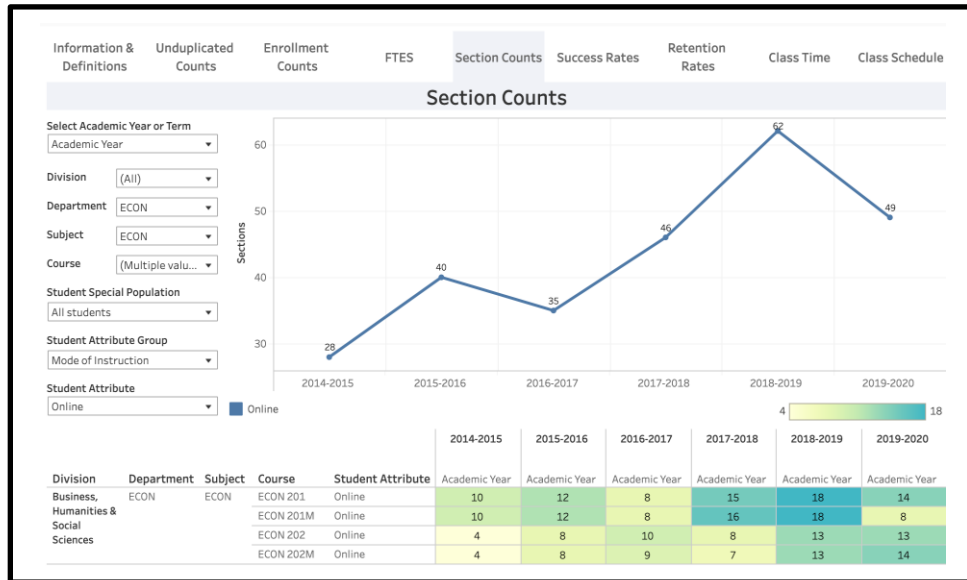 Information & Definitions
Unduplicated Counts
Enrollment Counts
FTES
Section Counts
Success Rates
Retention Rates
Class Time
Class Schedule
Section Counts
Select Academic Year or Term
Academic Year
Division (All)
Department ECON
Subject ECON
Course (Multiple valu...
Student Special Population
All students
Student Attribute Group
Mode of Instruction
Student Attribute
Online
Sections
60
50
40
30
28
40
35
46
62
49
2014-2015 2015-2016 2016-2017 2017-2018 2018-2019 2019-2020
Online
4 18
2014-2015 2015-2016 2016-2017 2017-2018 2018-2019 2019-2020
Division Department Subject Course Student Attribute Academic Year Academic Year Academic Year Academic Year Academic Year Academic Year
Business, Humanities & Social Sciences ECON ECON ECON 201 Online 10 12 8 15 18 14
ECON 201M Online 10 12 8 16 18 8
ECON 202 Online 4 8 10 8 13 13
ECON 202M Online 4 8 9 7 13 14